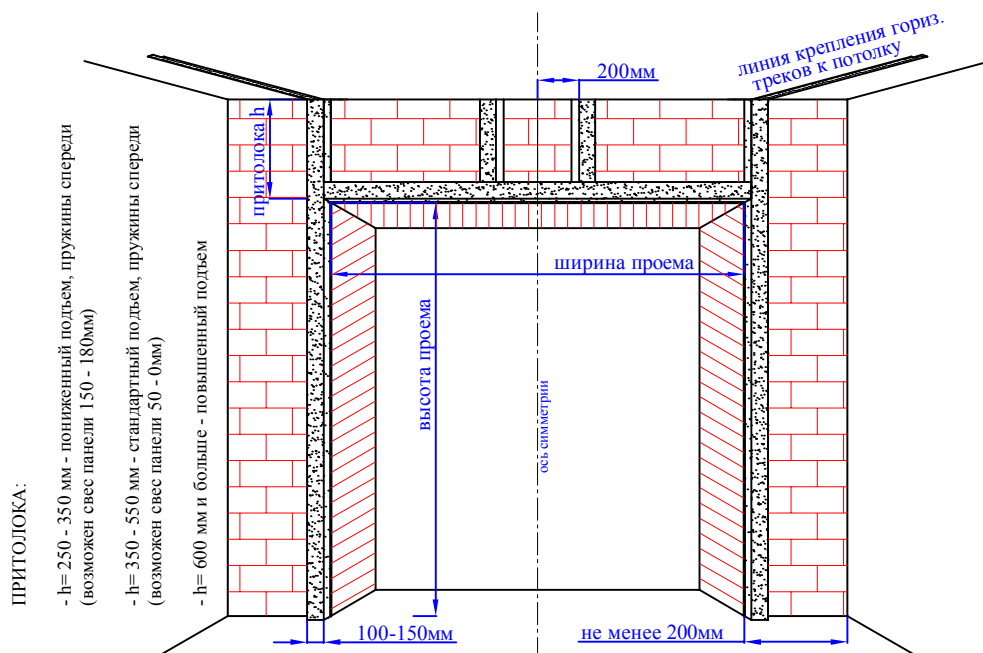 ПРИТОЛОКА:
- h= 250 - 350 мм - пониженный подъем, пружины спереди
(возможен свес панели 150 - 180мм)
- h= 350 - 550 мм - стандартный подьем, пружины спереди
(возможен свес панели 50 - 0мм)
- h= 600 мм и больше - повышенный подъем
притолока h
200мм
линия крепления гориз.
треков к потолку
ширина проема
высота проема
ось симметрии
100-150мм
не менее 200мм